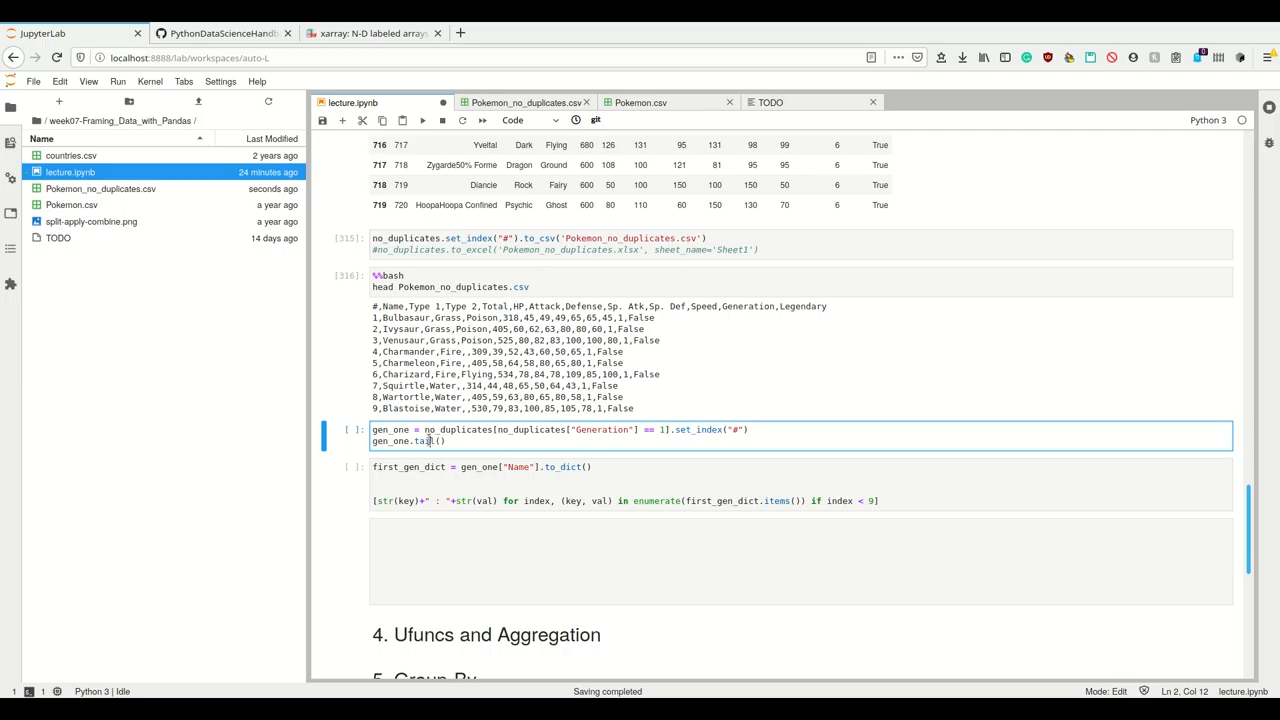 JupyterLab
PythonDataScienceHandb
xarray: N-D labeled arrays
localhost:8888/lab/workspaces/auto-L
File Edit View Run Kernel Tabs Settings Help
/ week07-Framing_Data_with_Pandas /
Name Last Modified
countries.csv 2 years ago
lecture.ipynb 24 minutes ago
Pokemon_no_duplicates.csv seconds ago
Pokemon.csv a year ago
split-apply-combine.png a year ago
TODO 14 days ago
lecture.ipynb Pokemon_no_duplicates.csv Pokemon.csv TODO
Code git Python 3
716 717 Yveltal Dark Flying 680 126 131 95 131 98 99 6 True
717 718 Zygarde50% Forme Dragon Ground 600 108 100 121 81 95 95 6 True
718 719 Diancie Rock Fairy 600 50 100 150 100 150 50 6 True
719 720 HoopaHoopa Confined Psychic Ghost 600 80 110 60 150 130 70 6 True
[315]: no_duplicates.set_index("#").to_csv('Pokemon_no_duplicates.csv')
#no_duplicates.to_excel('Pokemon_no_duplicates.xlsx', sheet_name='Sheet1')
[316]: %%bash
head Pokemon_no_duplicates.csv
#,Name,Type 1,Type 2,Total,HP,Attack,Defense,Sp. Atk,Sp. Def,Speed,Generation,Legendary
1,Bulbasaur,Grass,Poison,318,45,49,49,65,65,45,1,False
2,Ivysaur,Grass,Poison,405,60,62,63,80,80,60,1,False
3,Venusaur,Grass,Poison,525,80,82,83,100,100,80,1,False
4,Charmander,Fire,,309,39,52,43,60,50,65,1,False
5,Charmeleon,Fire,,405,58,64,58,80,65,80,1,False
6,Charizard,Fire,Flying,534,78,84,78,109,85,100,1,False
7,Squirtle,Water,,314,44,48,65,50,64,43,1,False
8,Wartortle,Water,,405,59,63,80,65,80,58,1,False
9,Blastoise,Water,,530,79,83,100,85,105,78,1,False
[ ]: gen_one = no_duplicates[no_duplicates["Generation"] == 1].set_index("#")
gen_one.tail()
[ ]: first_gen_dict = gen_one["Name"].to_dict()
[str(key)+" : "+str(val) for index, (key, val) in enumerate(first_gen_dict.items()) if index < 9]
4. Ufuncs and Aggregation
5. Group By
1 1 Python 3 | Idle Saving completed Mode: Edit Ln 2, Col 12 lecture.ipynb